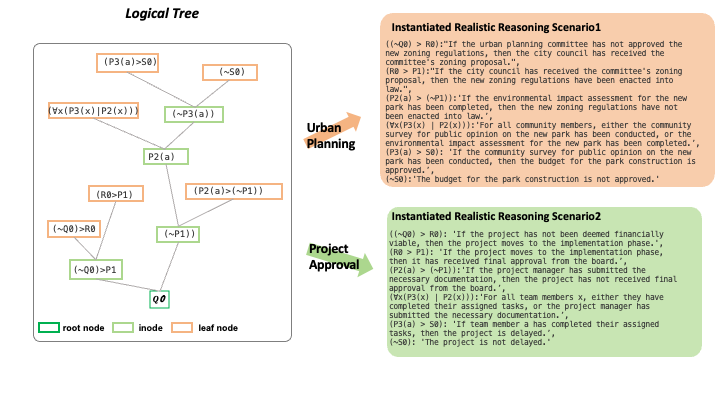 Logical Tree
(P3(a)>S0)
(~S0)
(∀x(P3(x)|P2(x)))
(~P3(a))
P2(a)
(R0>P1)
(P2(a)>(~P1))
(~Q0)>R0
(~P1))
(~Q0)>P1
Q0
root node
inode
leaf node
Urban
Planning
Project
Approval
Instantiated Realistic Reasoning Scenario1
((~Q0) > R0):"If the urban planning committee has not approved the
new zoning regulations, then the city council has received the
committee's zoning proposal.",
(R0 > P1):"If the city council has received the committee's zoning
proposal, then the new zoning regulations have been enacted into
law.",
(P2(a) > (~P1)):'If the environmental impact assessment for the new
park has been completed, then the new zoning regulations have not
been enacted into law.',
(∀x(P3(x) | P2(x))):'For all community members, either the community
survey for public opinion on the new park has been conducted, or the
environmental impact assessment for the new park has been completed.',
(P3(a) > S0): 'If the community survey for public opinion on the new
park has been conducted, then the budget for the park construction is
approved.',
(~S0):'The budget for the park construction is not approved.'
Instantiated Realistic Reasoning Scenario2
((~Q0) > R0): 'If the project has not been deemed financially
viable, then the project moves to the implementation phase.',
(R0 > P1): 'If the project moves to the implementation phase,
then it has received final approval from the board.',
(P2(a) > (~P1)):'If the project manager has submitted the
necessary documentation, then the project has not received final
approval from the board.',
(∀x(P3(x) | P2(x))):'For all team members x, either they have
completed their assigned tasks, or the project manager has
submitted the necessary documentation.',
(P3(a) > S0): 'If team member a has completed their assigned
tasks, then the project is delayed.',
(~S0): 'The project is not delayed.'